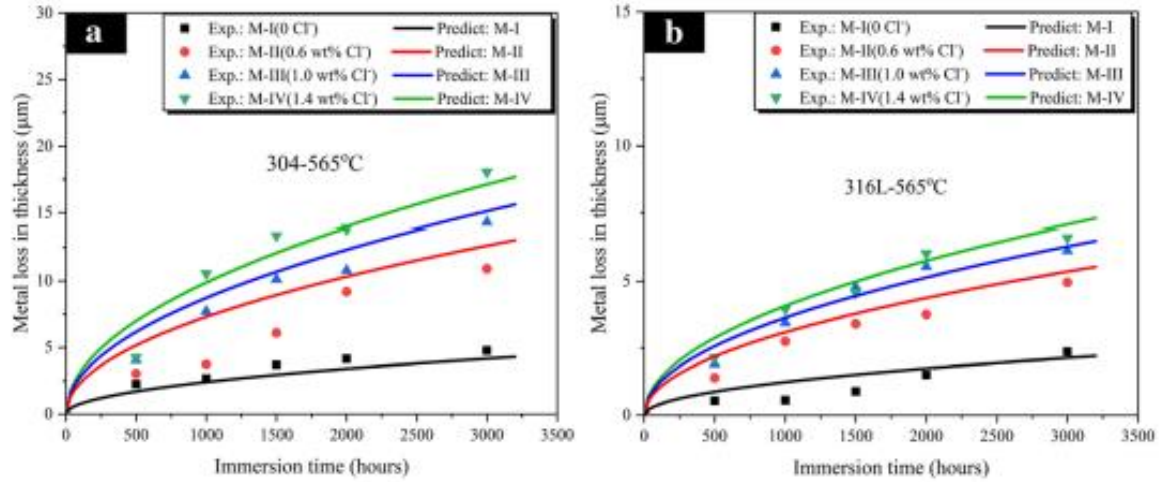 a
Exp.: M-I(0 Cl⁻) Predict: M-I
Exp.: M-II(0.6 wt% Cl⁻) Predict: M-II
Exp.: M-III(1.0 wt% Cl⁻) Predict: M-III
Exp.: M-IV(1.4 wt% Cl⁻) Predict: M-IV
304-565°C
Metal loss in thickness (μm)
30
25
20
15
10
5
0
0 500 1000 1500 2000 2500 3000 3500
Immersion time (hours)
b
Exp.: M-I(0 Cl⁻) Predict: M-I
Exp.: M-II(0.6 wt% Cl⁻) Predict: M-II
Exp.: M-III(1.0 wt% Cl⁻) Predict: M-III
Exp.: M-IV(1.4 wt% Cl⁻) Predict: M-IV
316L-565°C
Metal loss in thickness (μm)
15
10
5
0
0 500 1000 1500 2000 2500 3000 3500
Immersion time (hours)